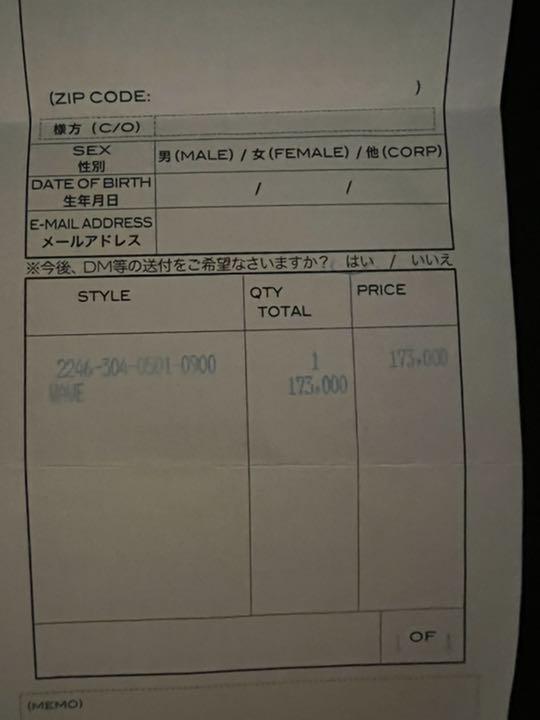 (ZIP CODE: )
様方 (C/O)
SEX
性別
男(MALE) / 女(FEMALE) / 他(CORP)
DATE OF BIRTH
生年月日
/ /
E-MAIL ADDRESS
メールアドレス
※今後、DM等の送付をご希望なさいますか? はい / いいえ
STYLE
QTY
TOTAL
PRICE
2246-304-0501-0900 1 173,000
173,000
1 OF 1
(MEMO)